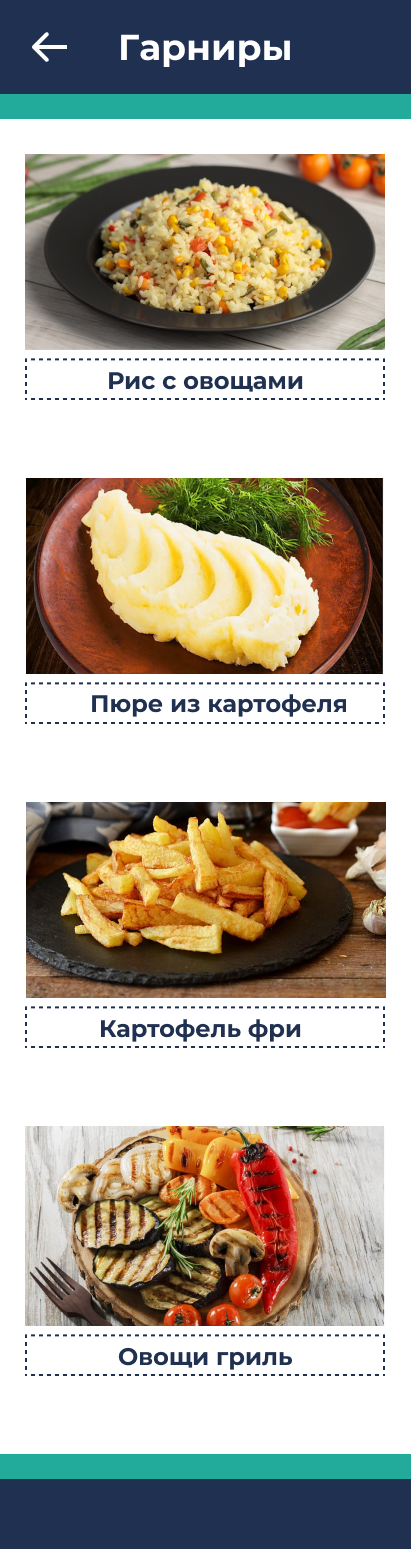 Гарниры
Рис с овощами
Пюре из картофеля
Картофель фри
Овощи гриль